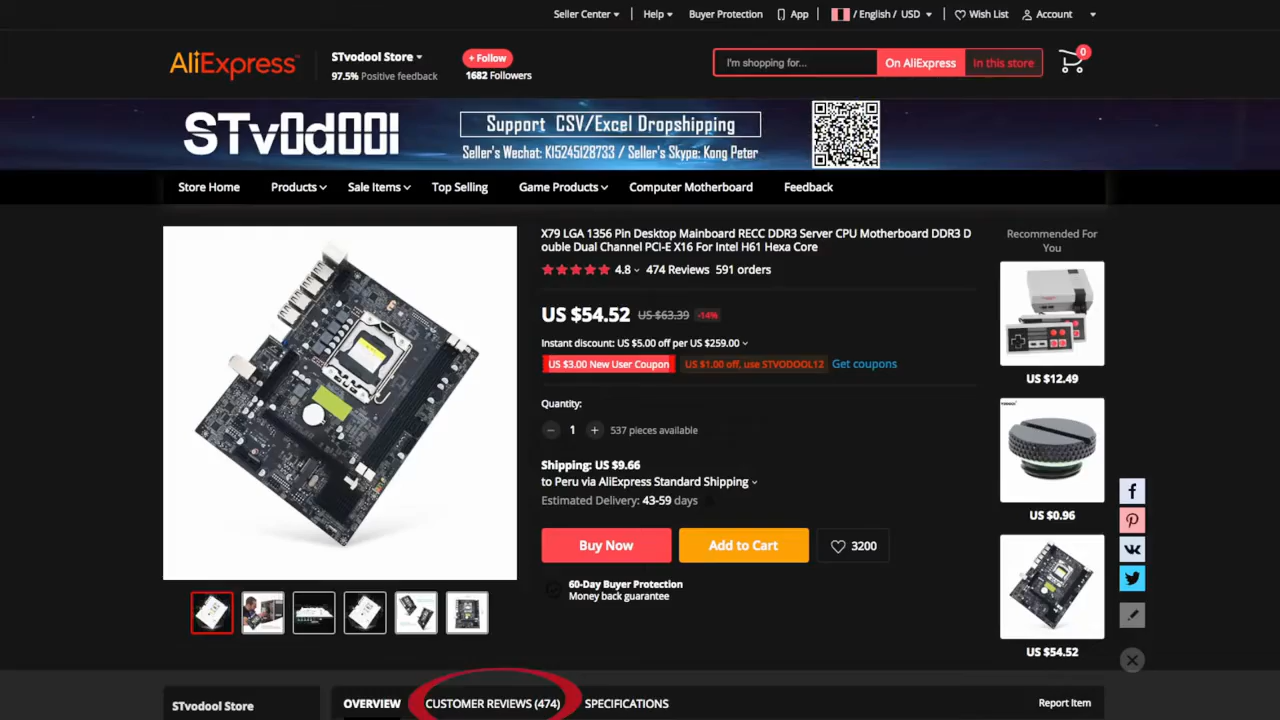 Seller Center
Help
Buyer Protection
App
/ English / USD
Wish List
Account
AliExpress™
STvodool Store
97.5% Positive feedback
+ Follow
1682 Followers
I'm shopping for...
On AliExpress
In this store
0
STv0d00l
Support CSV/Excel Dropshipping
Seller's Wechat: K15245128733 / Seller's Skype: Kong Peter
Store Home
Products
Sale Items
Top Selling
Game Products
Computer Motherboard
Feedback
X79 LGA 1356 Pin Desktop Mainboard RECC DDR3 Server CPU Motherboard DDR3 D
ouble Dual Channel PCI-E X16 For Intel H61 Hexa Core
4.8
474 Reviews
591 orders
US $54.52
US $63.39
-14%
Instant discount: US $5.00 off per US $259.00
US $3.00 New User Coupon
US $1.00 off, use STVODOOL12
Get coupons
Quantity:
− 1 +
537 pieces available
Shipping: US $9.66
to Peru via AliExpress Standard Shipping
Estimated Delivery: 43-59 days
Buy Now
Add to Cart
3200
60-Day Buyer Protection
Money back guarantee
Recommended For
You
US $12.49
US $0.96
US $54.52
STvodool Store
OVERVIEW
CUSTOMER REVIEWS (474)
SPECIFICATIONS
Report Item